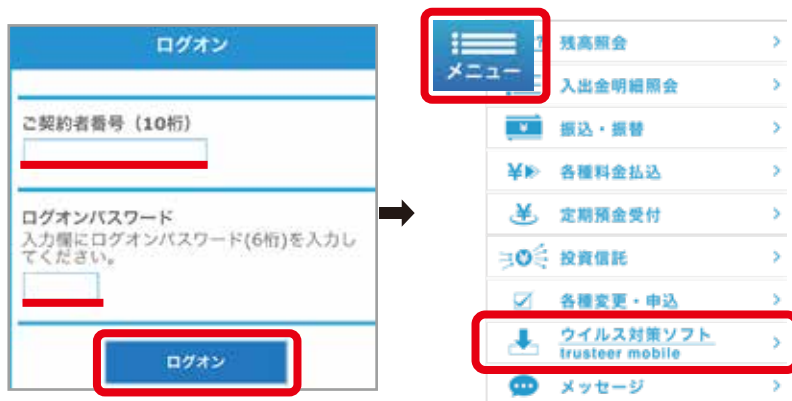 ログオン
ご契約者番号（10桁）
ログオンパスワード
入力欄にログオンパスワード(6桁)を入力し
てください。
ログオン
メニュー
残高照会
入出金明細照会
振込・振替
各種料金払込
定期預金受付
投資信託
各種変更・申込
ウイルス対策ソフト
trusteer mobile
メッセージ